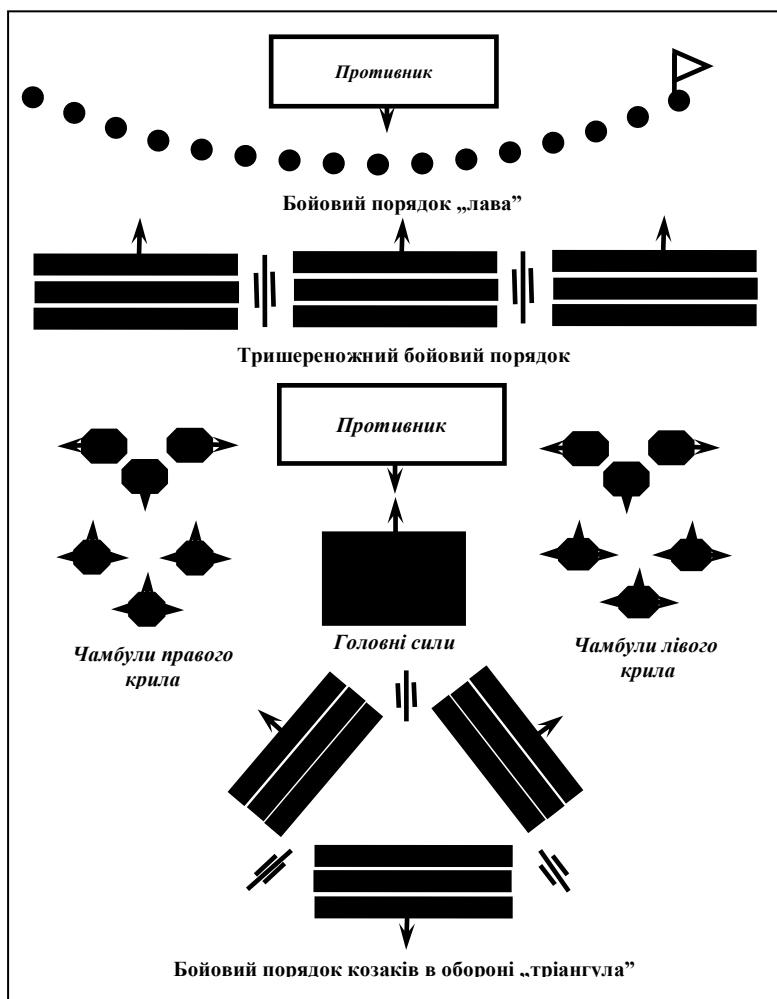 Противник
Бойовий порядок „лава”
Тришереножний бойовий порядок
Противник
Чамбули правого
крила
Головні сили
Чамбули лівого
крила
Бойовий порядок козаків в обороні „тріангула”